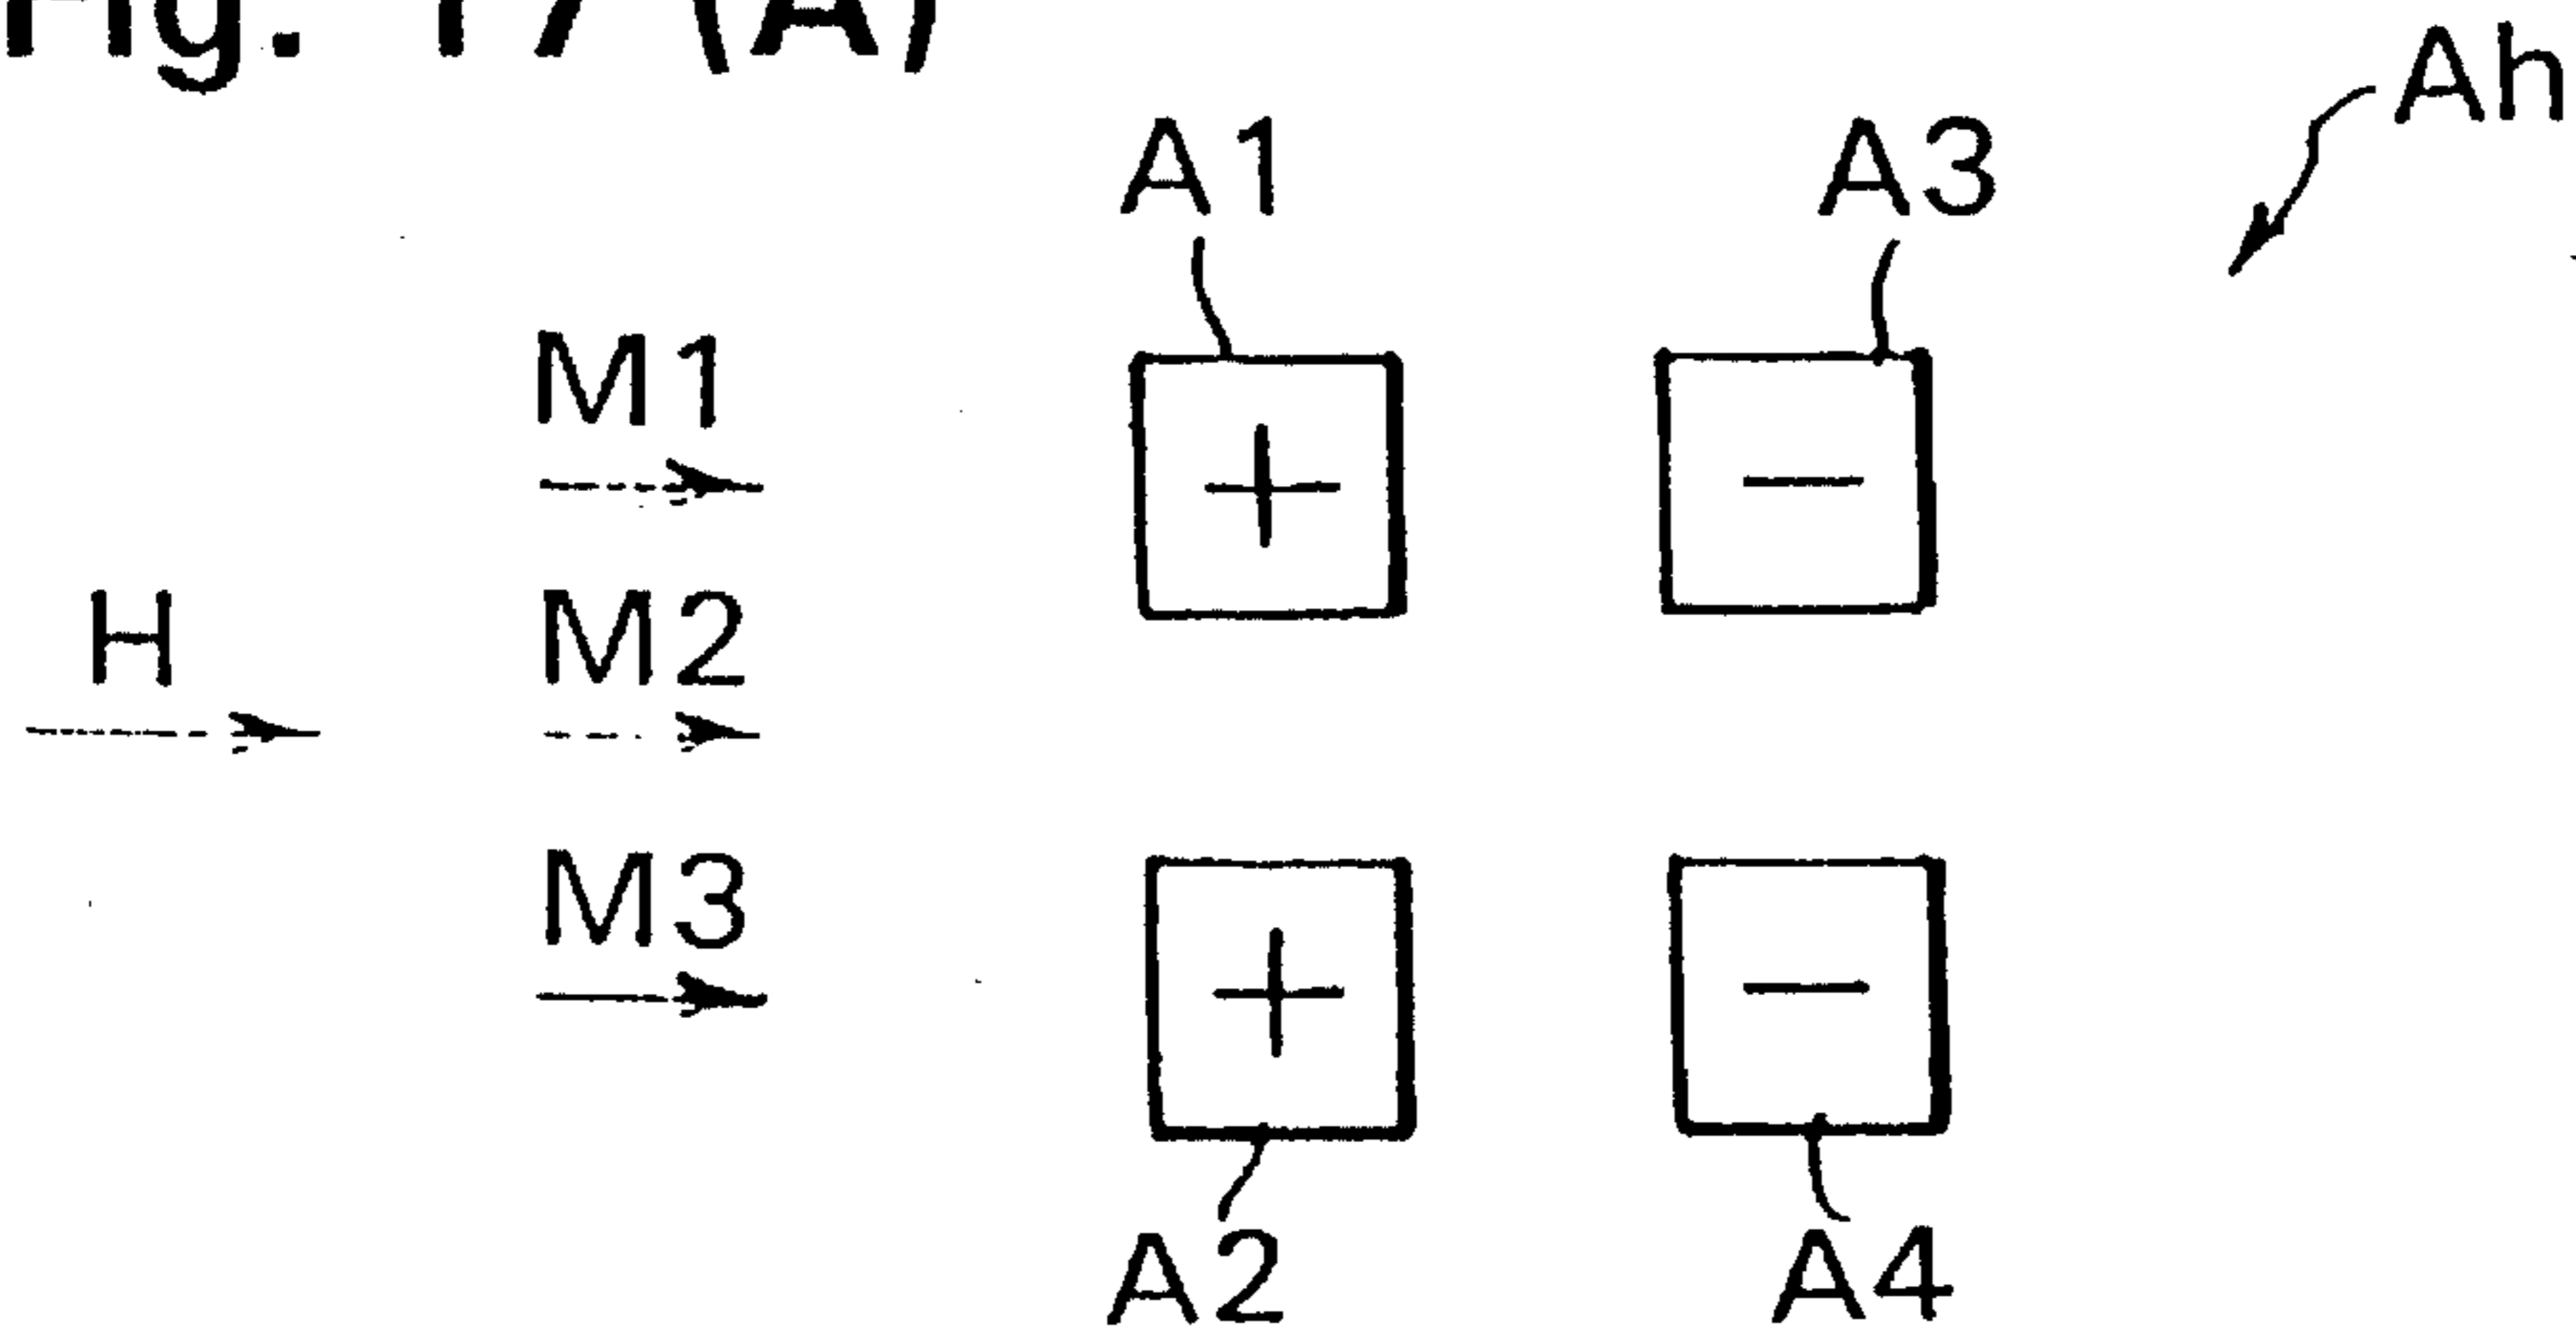 Fig. 17 (A)
Ah
A1 A3
M1
+ −
H M2
M3
+ −
A2 A4